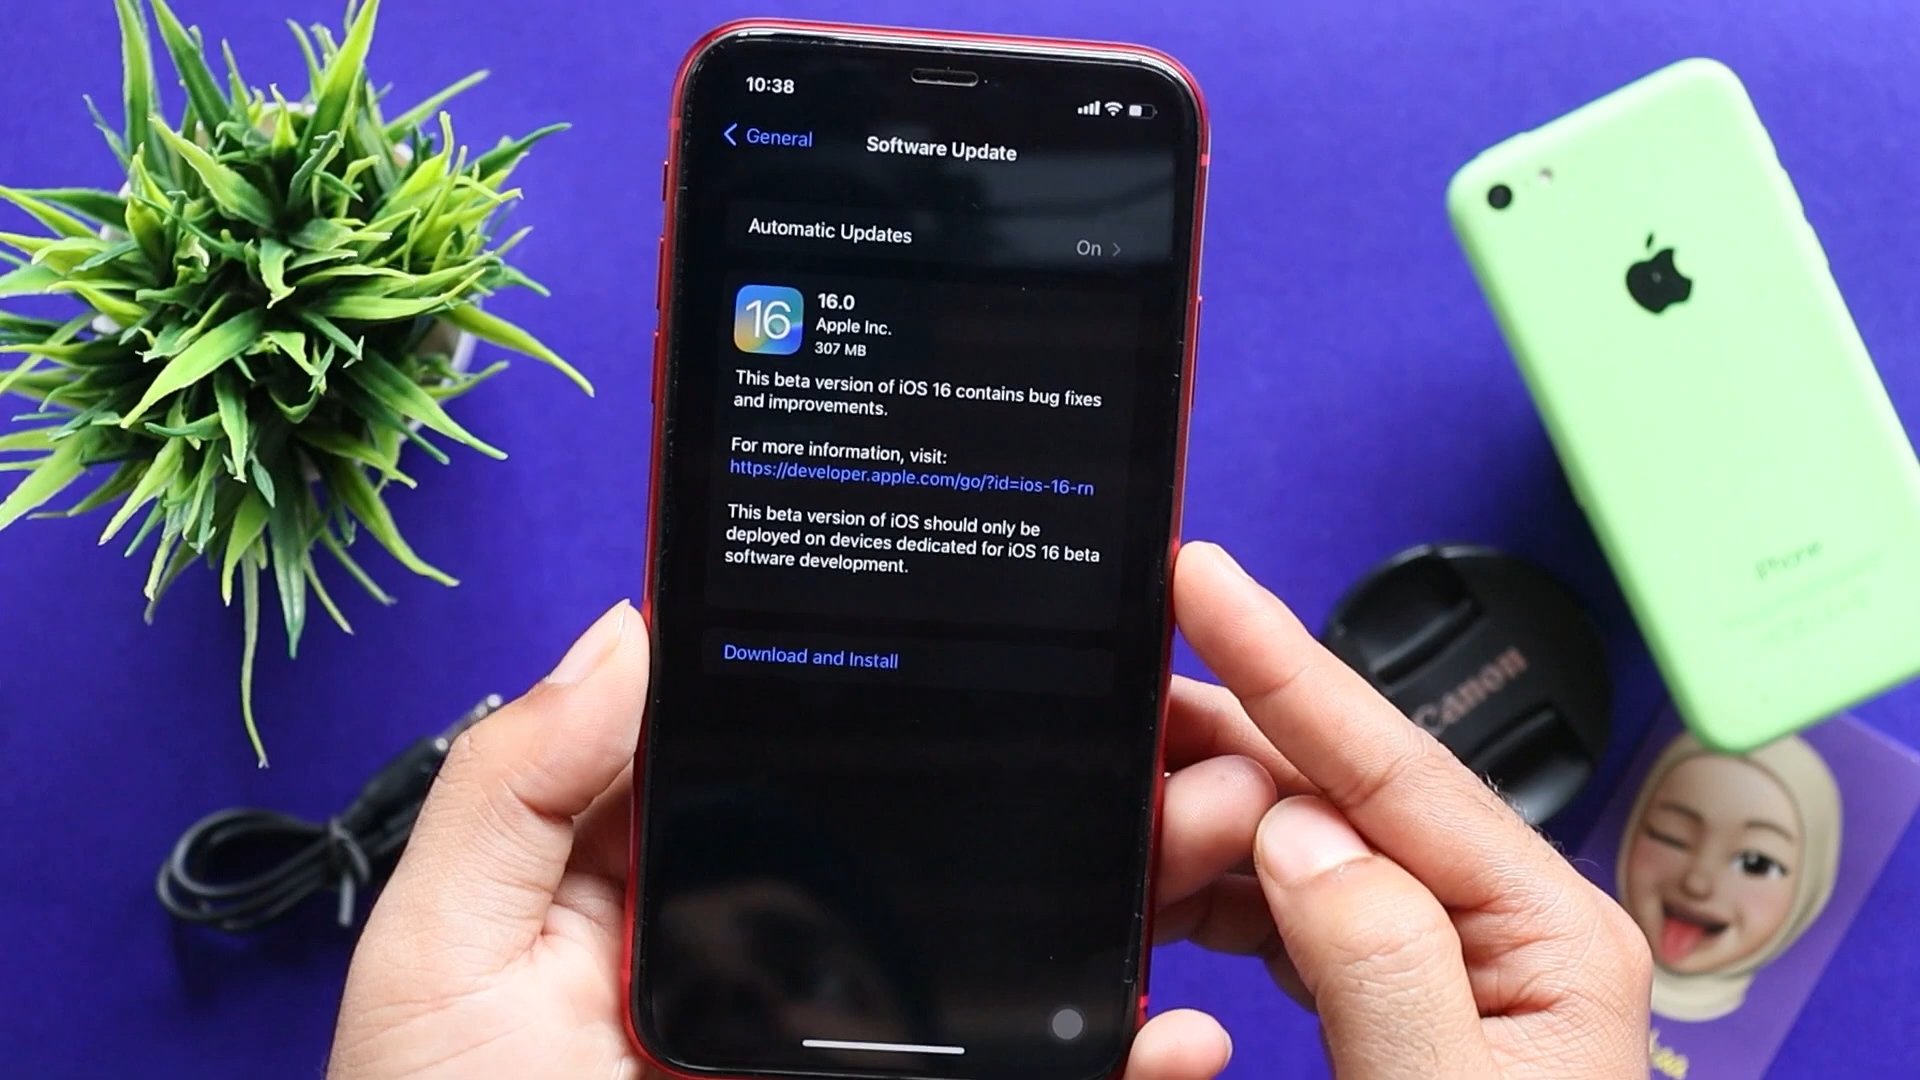 10:38
General
Software Update
Automatic Updates
On
16
16.0
Apple Inc.
307 MB
This beta version of iOS 16 contains bug fixes
and improvements.
For more information, visit:
https://developer.apple.com/go/?id=ios-16-rn
This beta version of iOS should only be
deployed on devices dedicated for iOS 16 beta
software development.
Download and Install
iPhone
Canon